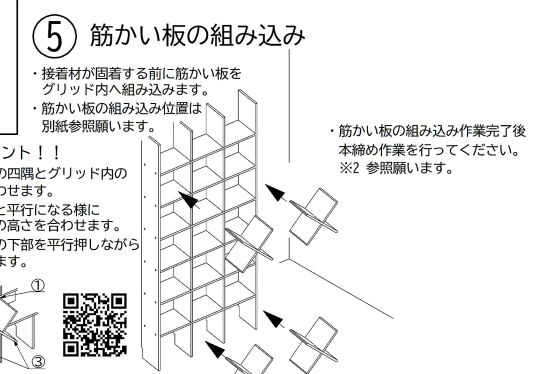 ⑤ 筋かい板の組み込み
・接着材が固着する前に筋かい板を
グリッド内へ組み込みます。
・筋かい板の組み込み位置は
別紙参照願います。
ント！！
の四隅とグリッド内の
わせます。
と平行になる様に
の高さを合わせます。
の下部を平行押しながら
ます。
①
③
・筋かい板の組み込み作業完了後
本締め作業を行ってください。
※2 参照願います。